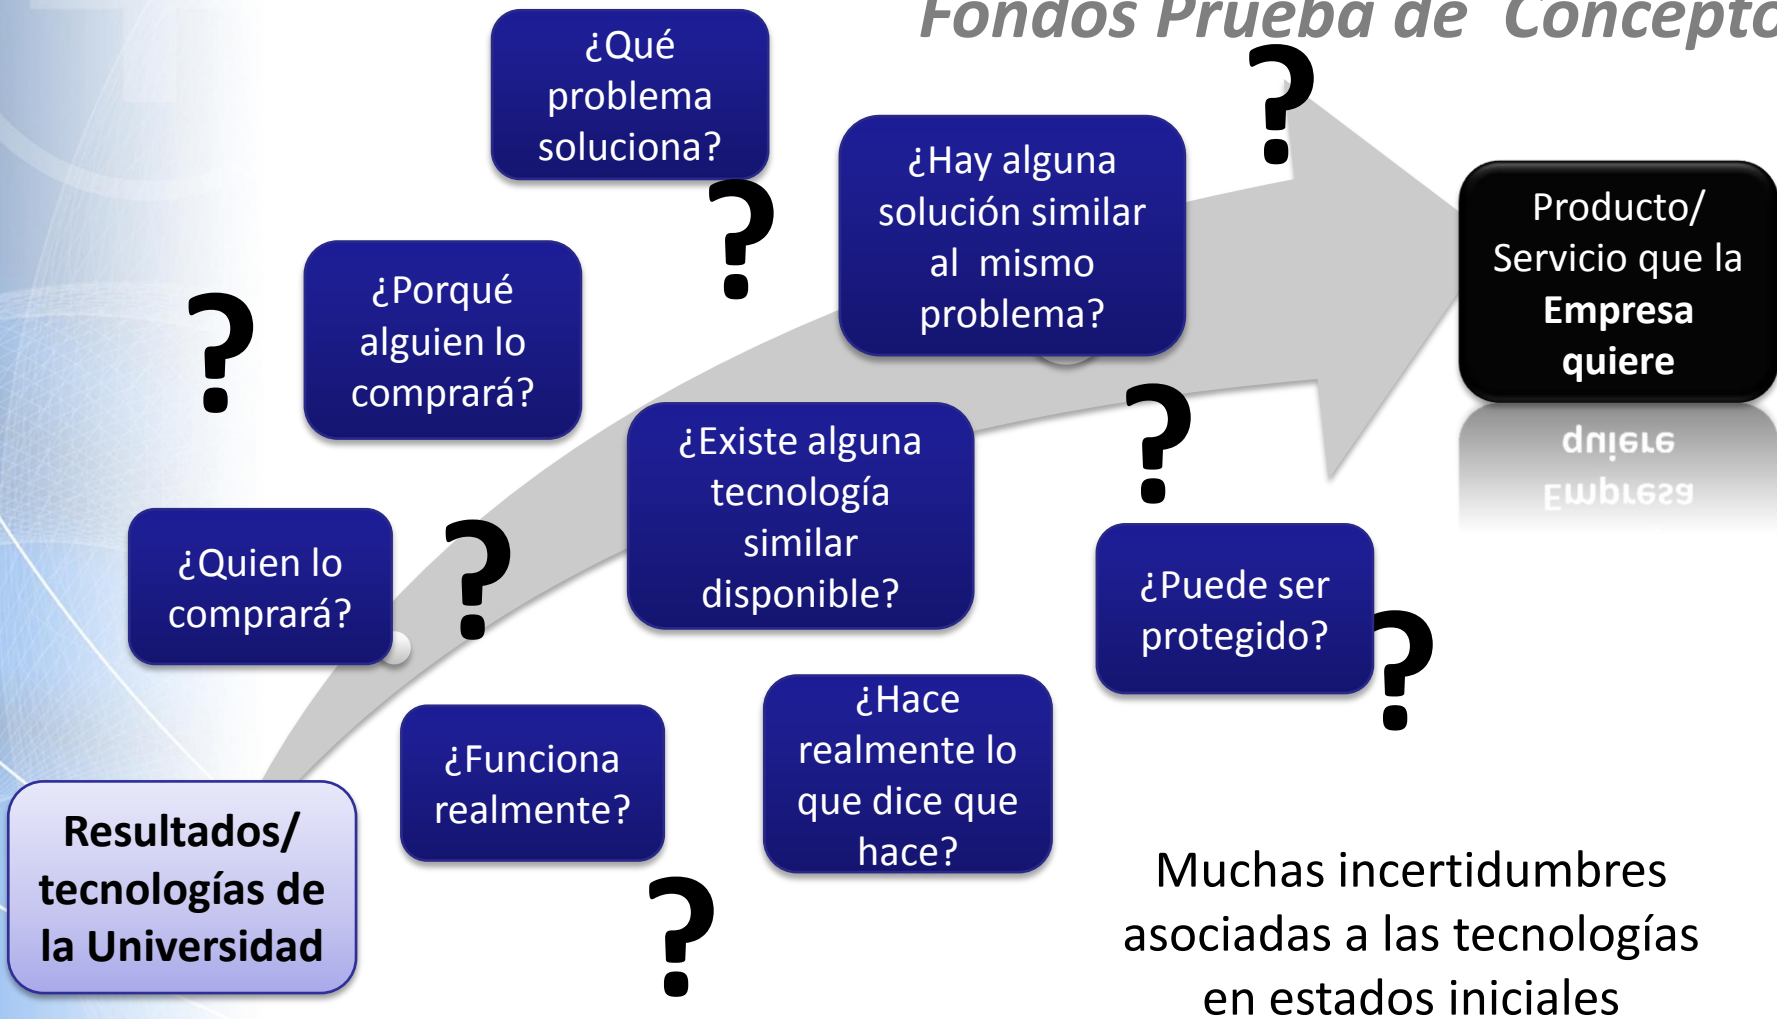 Fondos Prueba de Concepto
¿Qué
problema
soluciona?
?
¿Hay alguna
solución similar
al mismo
problema?
?
Producto/
Servicio que la
Empresa
quiere
¿Porqué
alguien lo
comprará?
?
¿Existe alguna
tecnología
similar
disponible?
?
¿Quien lo
comprará?
?
¿Puede ser
protegido?
?
¿Funciona
realmente?
?
¿Hace
realmente lo
que dice que
hace?
Resultados/
tecnologías de
la Universidad
Muchas incertidumbres
asociadas a las tecnologías
en estados iniciales